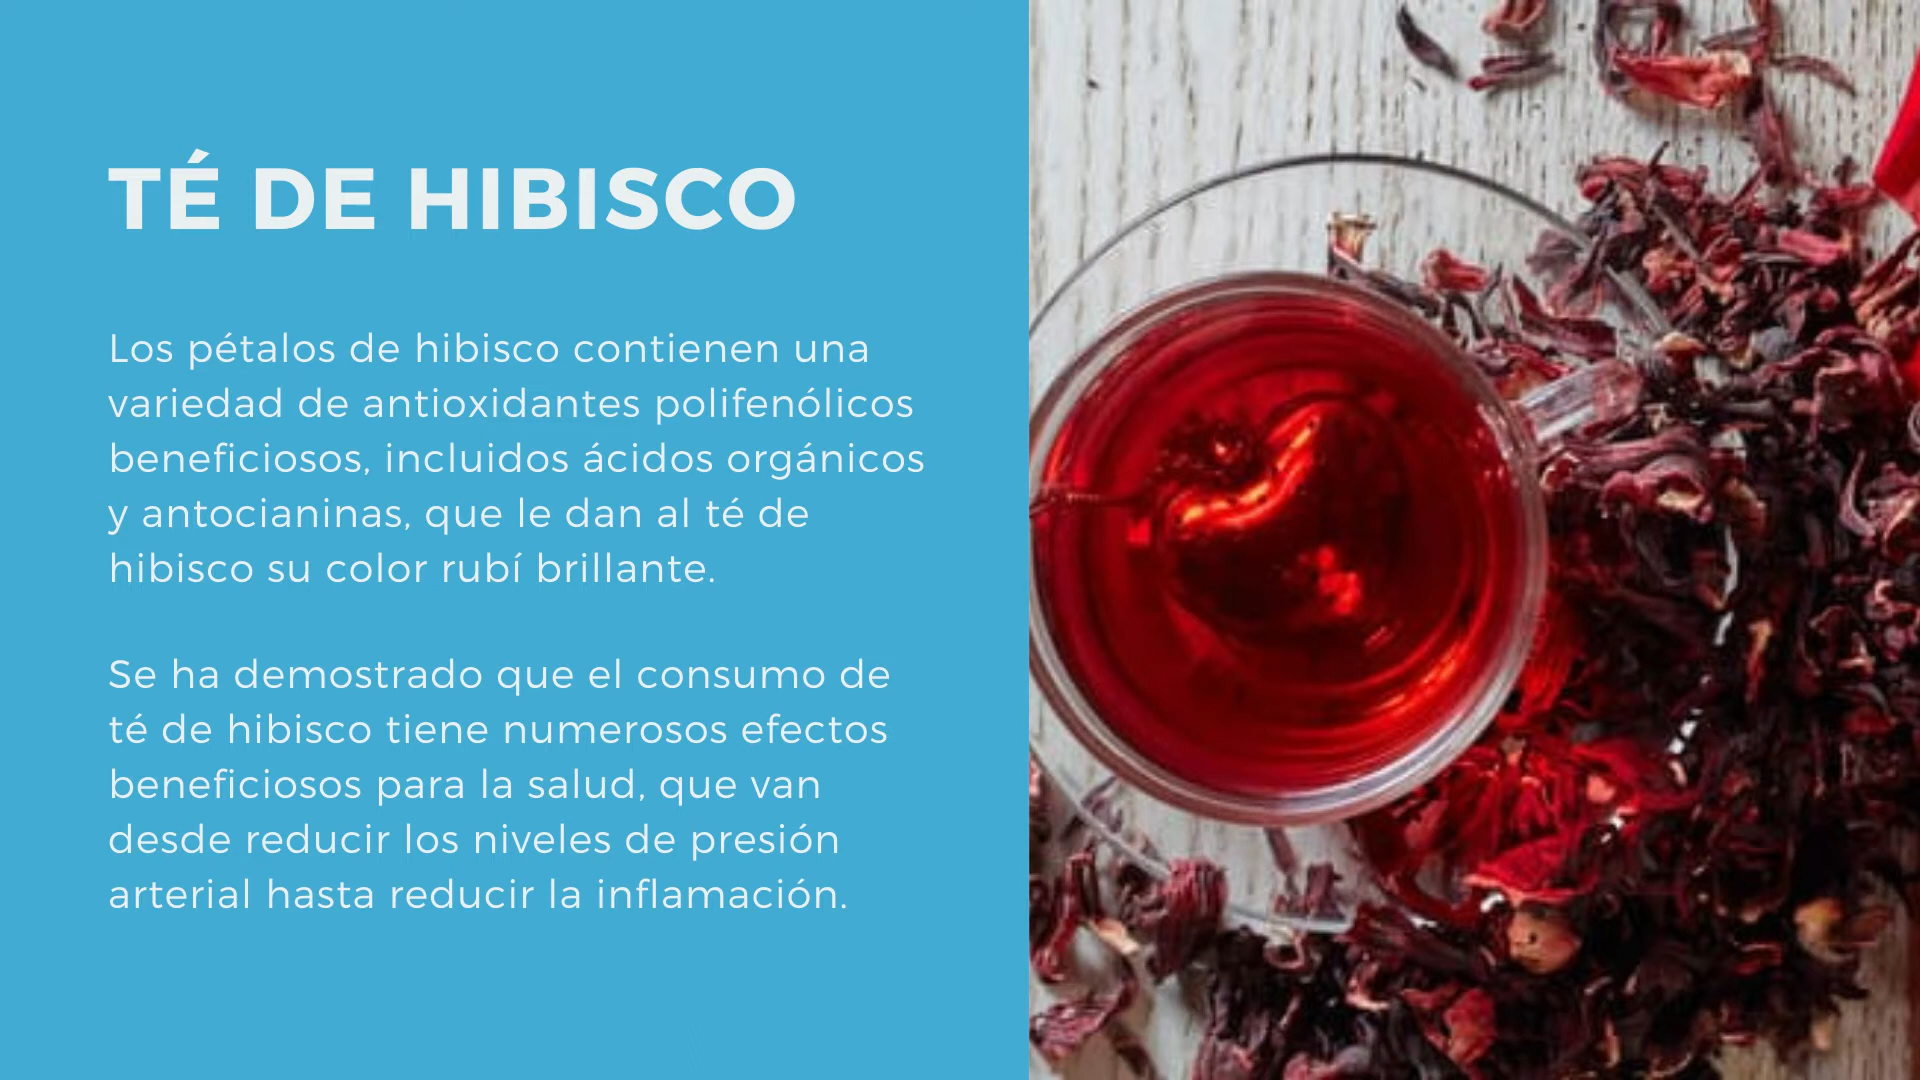 TÉ DE HIBISCO
Los pétalos de hibisco contienen una
variedad de antioxidantes polifenólicos
beneficiosos, incluidos ácidos orgánicos
y antocianinas, que le dan al té de
hibisco su color rubí brillante.
Se ha demostrado que el consumo de
té de hibisco tiene numerosos efectos
beneficiosos para la salud, que van
desde reducir los niveles de presión
arterial hasta reducir la inflamación.